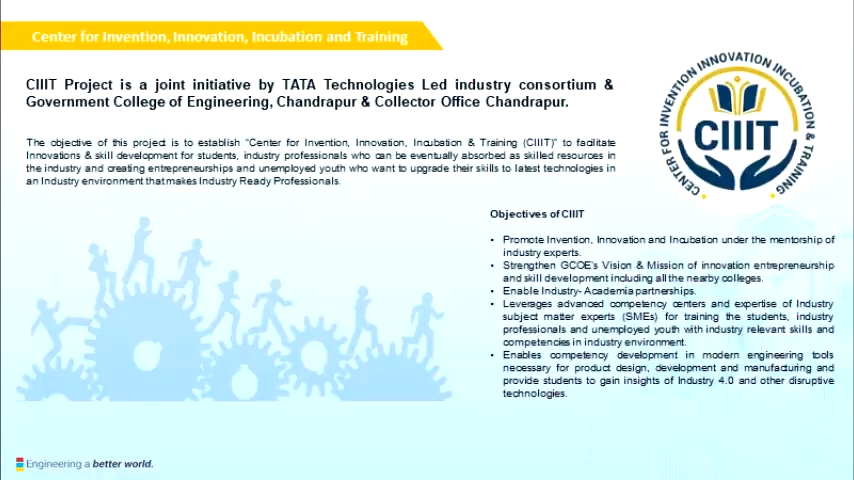 Center for Invention, Innovation, Incubation and Training
CIIIT Project is a joint initiative by TATA Technologies Led industry consortium &
Government College of Engineering, Chandrapur & Collector Office Chandrapur.
The objective of this project is to establish “Center for Invention, Innovation, Incubation & Training (CIIIT)” to facilitate
Innovations & skill development for students, industry professionals who can be eventually absorbed as skilled resources in
the industry and creating entrepreneurships and unemployed youth who want to upgrade their skills to latest technologies in
an Industry environment that makes Industry Ready Professionals.
CENTER FOR INVENTION INNOVATION INCUBATION & TRAINING
CIIIT
Objectives of CIIIT
• Promote Invention, Innovation and Incubation under the mentorship of
industry experts.
• Strengthen GCOE's Vision & Mission of innovation entrepreneurship
and skill development including all the nearby colleges.
• Enable Industry- Academia partnerships.
• Leverages advanced competency centers and expertise of Industry
subject matter experts (SMEs) for training the students, industry
professionals and unemployed youth with industry relevant skills and
competencies in industry environment.
• Enables competency development in modern engineering tools
necessary for product design, development and manufacturing and
provide students to gain insights of Industry 4.0 and other disruptive
technologies.
Engineering a better world.